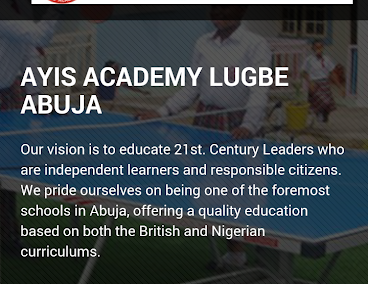 AYIS ACADEMY LUGBE
ABUJA
Our vision is to educate 21st. Century Leaders who
are independent learners and responsible citizens.
We pride ourselves on being one of the foremost
schools in Abuja, offering a quality education
based on both the British and Nigerian
curriculums.